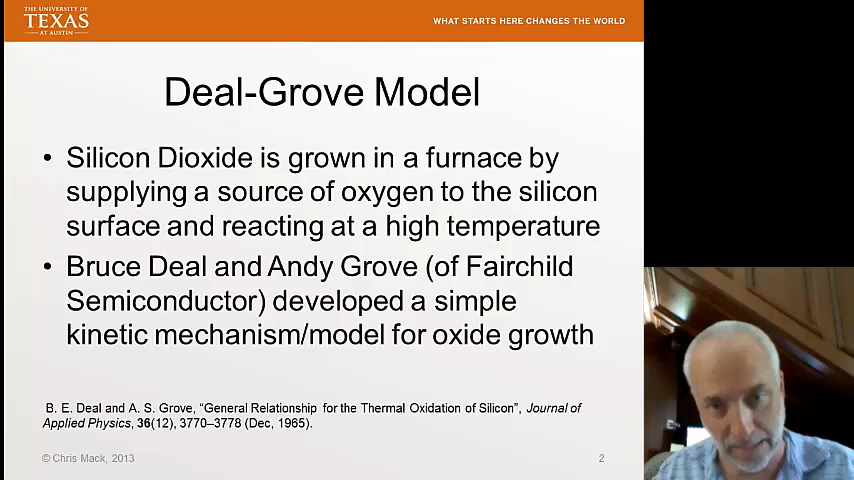 THE UNIVERSITY OF
TEXAS
AT AUSTIN
WHAT STARTS HERE CHANGES THE WORLD
Deal-Grove Model
• Silicon Dioxide is grown in a furnace by
supplying a source of oxygen to the silicon
surface and reacting at a high temperature
• Bruce Deal and Andy Grove (of Fairchild
Semiconductor) developed a simple
kinetic mechanism/model for oxide growth
B. E. Deal and A. S. Grove, “General Relationship for the Thermal Oxidation of Silicon”, Journal of
Applied Physics, 36(12), 3770–3778 (Dec, 1965).
© Chris Mack, 2013
2